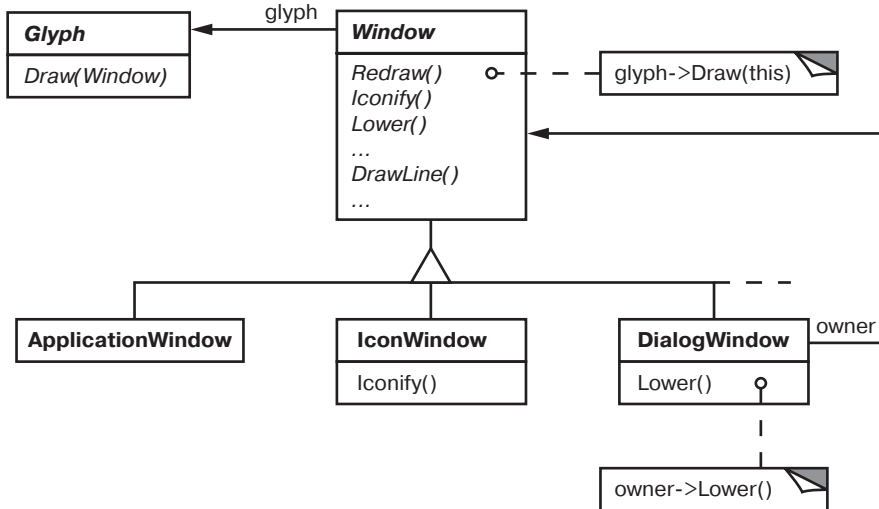 glyph
Glyph
Draw(Window)
Window
Redraw()
Iconify()
Lower()
...
DrawLine()
...
glyph->Draw(this)
ApplicationWindow
IconWindow
Iconify()
DialogWindow
Lower()
owner
owner->Lower()